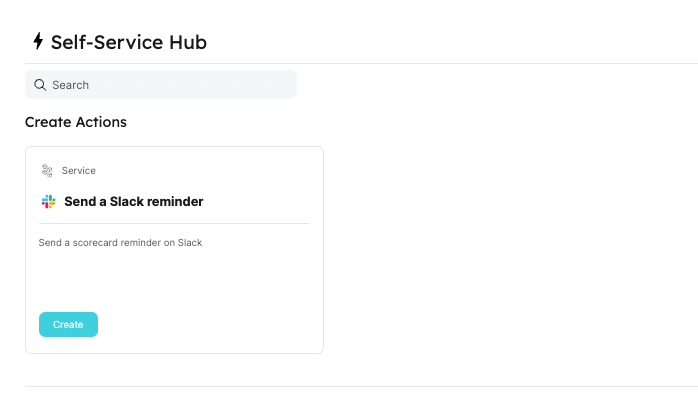 Self-Service Hub
Search
Create Actions
Service
Send a Slack reminder
Send a scorecard reminder on Slack
Create